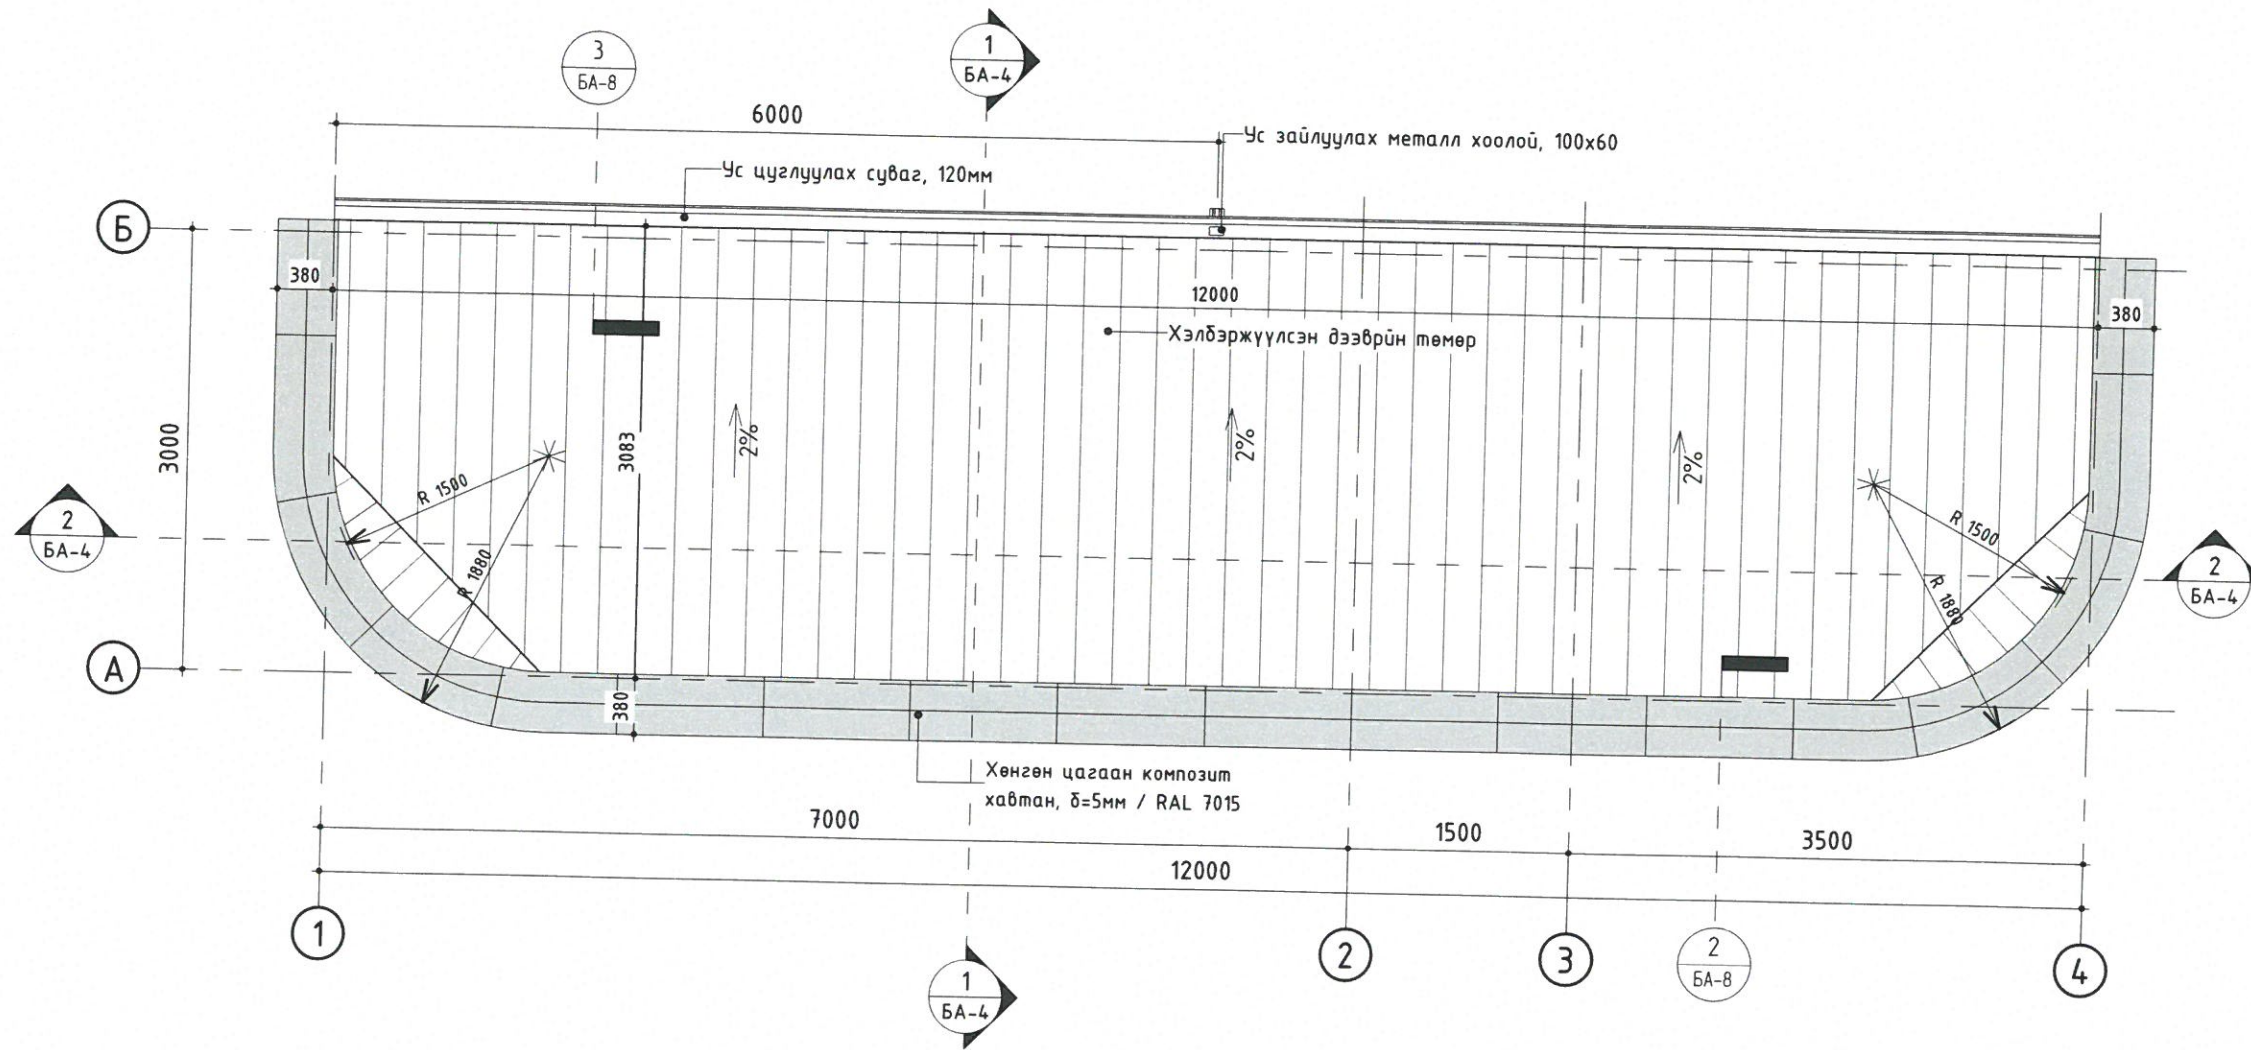 3
БА-8
1
БА-4
6000
Ус зайлуулах металл хоолой, 100х60
Ус цуглуулах суваг, 120мм
Б
380
12000
380
Хэлбэржүүлсэн дээврийн төмөр
3000
3083
2%
2%
2%
R 1500
R 1500
2
БА-4
R 1880
R 1880
2
БА-4
А
380
Хөнгөн цагаан композит
хавтан, δ=5мм / RAL 7015
7000
1500
3500
12000
1
2
3
2
БА-8
4
1
БА-4